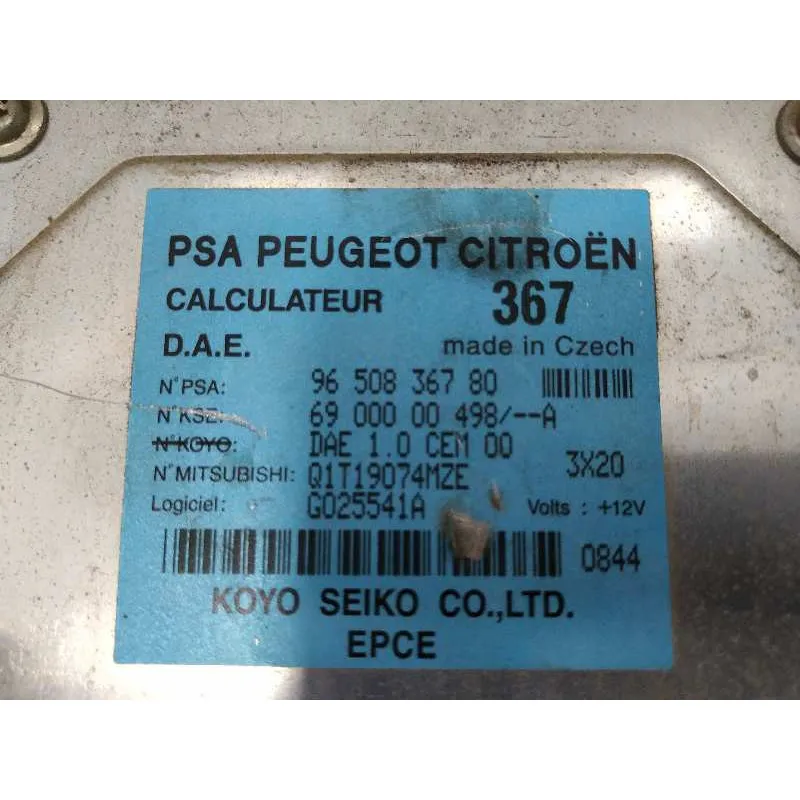 PSA PEUGEOT CITROËN
CALCULATEUR 367
D.A.E. made in Czech
N°PSA: 96 508 367 80
N°KSE: 69 000 00 498/--A
N°KOYO: DAE 1.0 CEM 00
N°MITSUBISHI: Q1T19074MZE 3X20
Logiciel: G025541A Volts : +12V
0844
KOYO SEIKO CO.,LTD.
EPCE